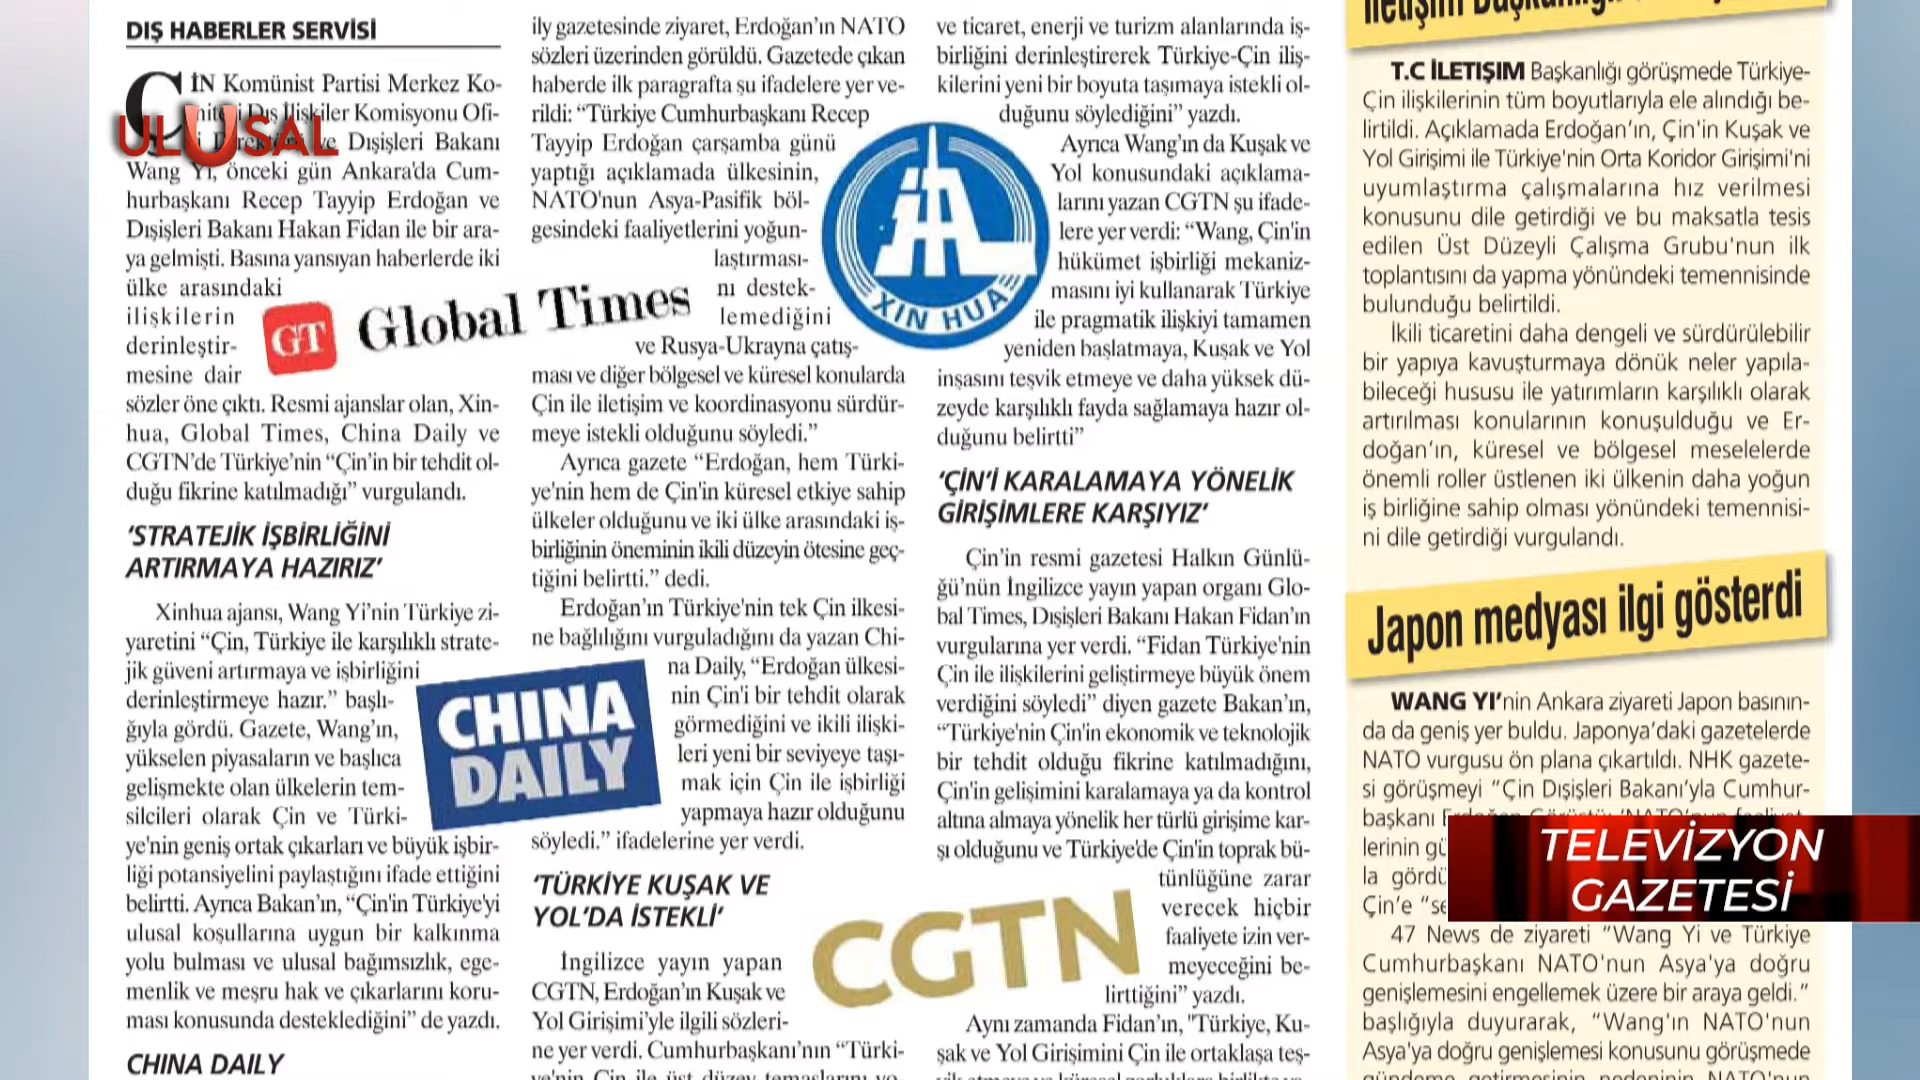 DIŞ HABERLER SERVİSİ
ÇİN Komünist Partisi Merkez Ko-
Dış İlişkiler Komisyonu Ofi-
ve Dışişleri Bakanı
Wang Yi, önceki gün Ankara'da Cum-
hurbaşkanı Recep Tayyip Erdoğan ve
Dışişleri Bakanı Hakan Fidan ile bir ara-
ya gelmişti. Basına yansıyan haberlerde iki
ülke arasındaki
ilişkilerin
derinleştir-
mesine dair
sözler öne çıktı. Resmi ajanslar olan, Xin-
hua, Global Times, China Daily ve
CGTN'de Türkiye'nin “Çin'in bir tehdit ol-
duğu fikrine katılmadığı” vurgulandı.
‘STRATEJİK İŞBİRLİĞİNİ
ARTIRMAYA HAZIRIZ’
Xinhua ajansı, Wang Yi’nin Türkiye zi-
yaretini “Çin, Türkiye ile karşılıklı strate-
jik güveni artırmaya ve işbirliğini
derinleştirmeye hazır.” başlı-
ğıyla gördü. Gazete, Wang’ın,
yükselen piyasaların ve başlıca
gelişmekte olan ülkelerin tem-
silcileri olarak Çin ve Türki-
ye'nin geniş ortak çıkarları ve büyük işbir-
liği potansiyelini paylaştığını ifade ettiğini
belirtti. Ayrıca Bakan’ın, “Çin'in Türkiye'yi
ulusal koşullarına uygun bir kalkınma
yolu bulması ve ulusal bağımsızlık, ege-
menlik ve meşru hak ve çıkarlarını koru-
ması konusunda desteklediğini” de yazdı.
CHINA DAILY
ULUSAL
GT Global Times
ily gazetesinde ziyaret, Erdoğan’ın NATO
sözleri üzerinden görüldü. Gazetede çıkan
haberde ilk paragrafta şu ifadelere yer ve-
rildi: “Türkiye Cumhurbaşkanı Recep
Tayyip Erdoğan çarşamba günü
yaptığı açıklamada ülkesinin,
NATO'nun Asya-Pasifik böl-
gesindeki faaliyetlerini yoğun-
laştırması-
nı destek-
lemediğini
ve Rusya-Ukrayna çatış-
ması ve diğer bölgesel ve küresel konularda
Çin ile iletişim ve koordinasyonu sürdür-
meye istekli olduğunu söyledi.”
Ayrıca gazete “Erdoğan, hem Türki-
ye'nin hem de Çin'in küresel etkiye sahip
ülkeler olduğunu ve iki ülke arasındaki iş-
birliğinin öneminin ikili düzeyin ötesine geç-
tiğini belirtti.” dedi.
Erdoğan’ın Türkiye'nin tek Çin ilkesi-
ne bağlılığını vurguladığını da yazan Chi-
na Daily, “Erdoğan ülkesi-
nin Çin'i bir tehdit olarak
görmediğini ve ikili ilişki-
leri yeni bir seviyeye taşı-
mak için Çin ile işbirliği
yapmaya hazır olduğunu
söyledi.” ifadelerine yer verdi.
CHINA
DAILY
‘TÜRKİYE KUŞAK VE
YOL’DA İSTEKLİ’
İngilizce yayın yapan
CGTN, Erdoğan’ın Kuşak ve
Yol Girişimi’yle ilgili sözleri-
ne yer verdi. Cumhurbaşkanı’nın “Türki-
ye'nin Çin ile üst düzey temaslarını
ve ticaret, enerji ve turizm alanlarında iş-
birliğini derinleştirerek Türkiye-Çin iliş-
kilerini yeni bir boyuta taşımaya istekli ol-
duğunu söylediğini” yazdı.
Ayrıca Wang’ın da Kuşak ve
Yol konusundaki açıklama-
larını yazan CGTN şu ifade-
lere yer verdi: “Wang, Çin'in
hükümet işbirliği mekaniz-
masını iyi kullanarak Türkiye
ile pragmatik ilişkiyi tamamen
yeniden başlatmaya, Kuşak ve Yol
inşasını teşvik etmeye ve daha yüksek dü-
zeyde karşılıklı fayda sağlamaya hazır ol-
duğunu belirtti”
XIN HUA
‘ÇİN’İ KARALAMAYA YÖNELİK
GİRİŞİMLERE KARŞIYIZ’
Çin’in resmi gazetesi Halkın Günlü-
ğü’nün İngilizce yayın yapan organı Glo-
bal Times, Dışişleri Bakanı Hakan Fidan’ın
vurgularına yer verdi. “Fidan Türkiye'nin
Çin ile ilişkilerini geliştirmeye büyük önem
verdiğini söyledi” diyen gazete Bakan’ın,
“Türkiye'nin Çin'in ekonomik ve teknolojik
bir tehdit olduğu fikrine katılmadığını,
Çin'in gelişimini karalamaya ya da kontrol
altına almaya yönelik her türlü girişime kar-
şı olduğunu ve Türkiye'de Çin'in toprak bü-
tünlüğüne zarar
verecek hiçbir
faaliyete izin ver-
meyeceğini be-
lirttiğini” yazdı.
CGTN
Aynı zamanda Fidan’ın, "Türkiye, Ku-
şak ve Yol Girişimini Çin ile ortaklaşa teş-
T.C İLETIŞIM Başkanlığı görüşmede Türkiye-
Çin ilişkilerinin tüm boyutlarıyla ele alındığı be-
lirtildi. Açıklamada Erdoğan’ın, Çin'in Kuşak ve
Yol Girişimi ile Türkiye'nin Orta Koridor Girişimi'ni
uyumlaştırma çalışmalarına hız verilmesi
konusunu dile getirdiği ve bu maksatla tesis
edilen Üst Düzeyli Çalışma Grubu'nun ilk
toplantısını da yapma yönündeki temennisinde
bulunduğu belirtildi.
İkili ticaretini daha dengeli ve sürdürülebilir
bir yapıya kavuşturmaya dönük neler yapıla-
bileceği hususu ile yatırımların karşılıklı olarak
artırılması konularının konuşulduğu ve Er-
doğan’ın, küresel ve bölgesel meselelerde
önemli roller üstlenen iki ülkenin daha yoğun
iş birliğine sahip olması yönündeki temennisi-
ni dile getirdiği vurgulandı.
Japon medyası ilgi gösterdi
WANG YI’nin Ankara ziyareti Japon basının-
da da geniş yer buldu. Japonya’daki gazetelerde
NATO vurgusu ön plana çıkartıldı. NHK gazete-
si görüşmeyi “Çin Dışişleri Bakanı’yla Cumhur-
başkanı
lerinin
la
Çin’e
47 News de ziyareti “Wang Yi ve Türkiye
Cumhurbaşkanı NATO'nun Asya'ya doğru
genişlemesini engellemek üzere bir araya geldi.”
başlığıyla duyurarak, “Wang'ın NATO'nun
Asya'ya doğru genişlemesi konusunu görüşmede
TELEVİZYON
GAZETESİ